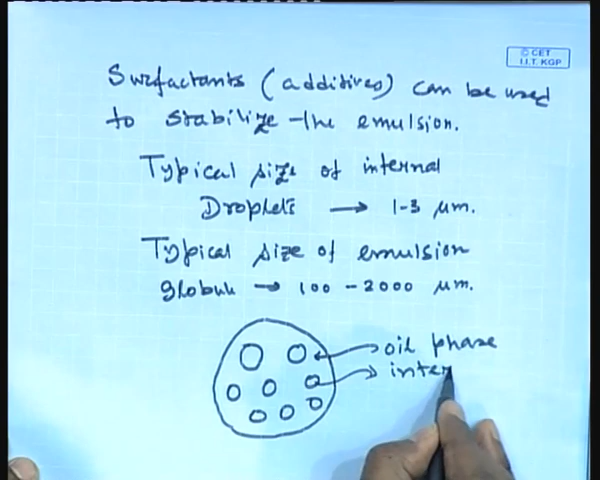 © CET
I.I.T. KGP
Surfactants (additives) can be used
to stabilize the emulsion.
Typical size of internal
Droplets → 1-3 μm.
Typical size of emulsion
globule → 100 - 2000 μm.
oil phase
inter